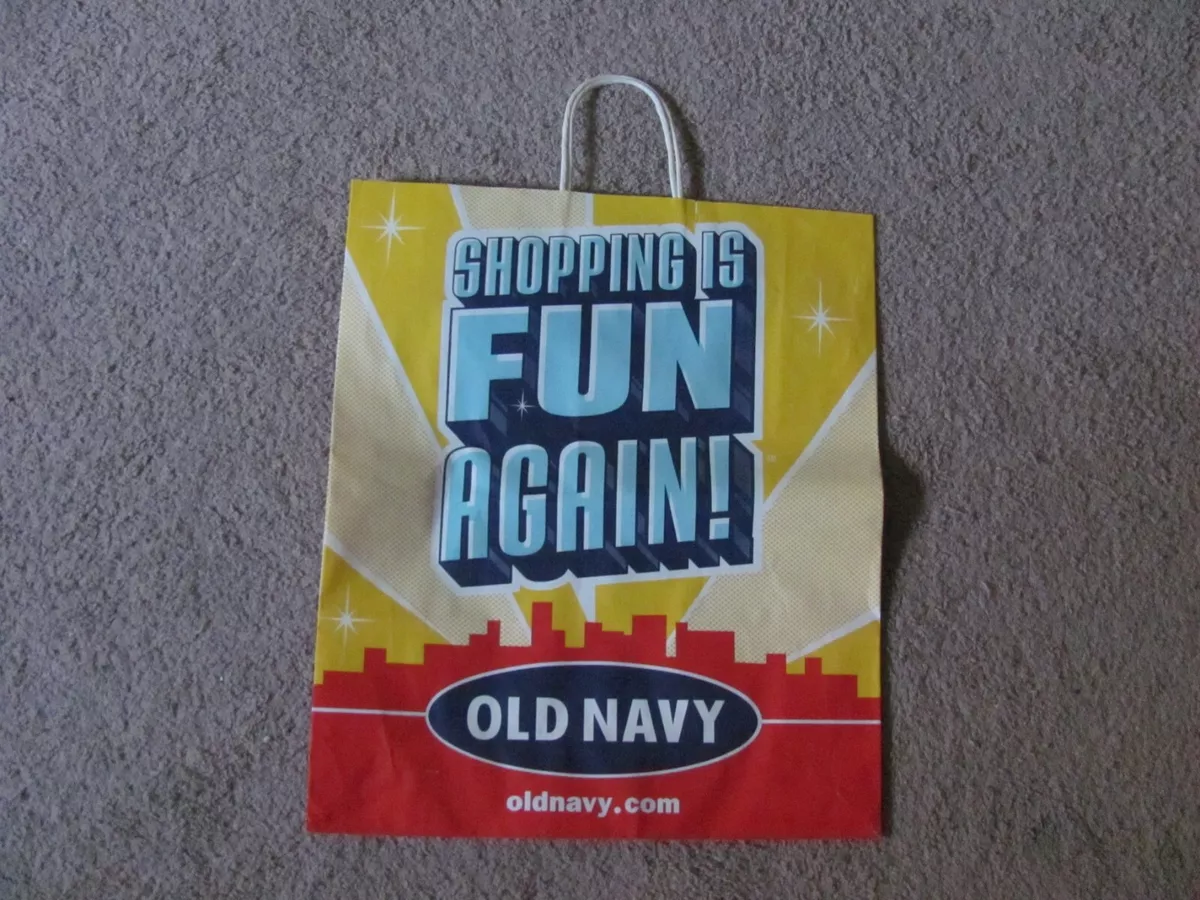 SHOPPING IS
FUN
AGAIN!
OLD NAVY
oldnavy.com